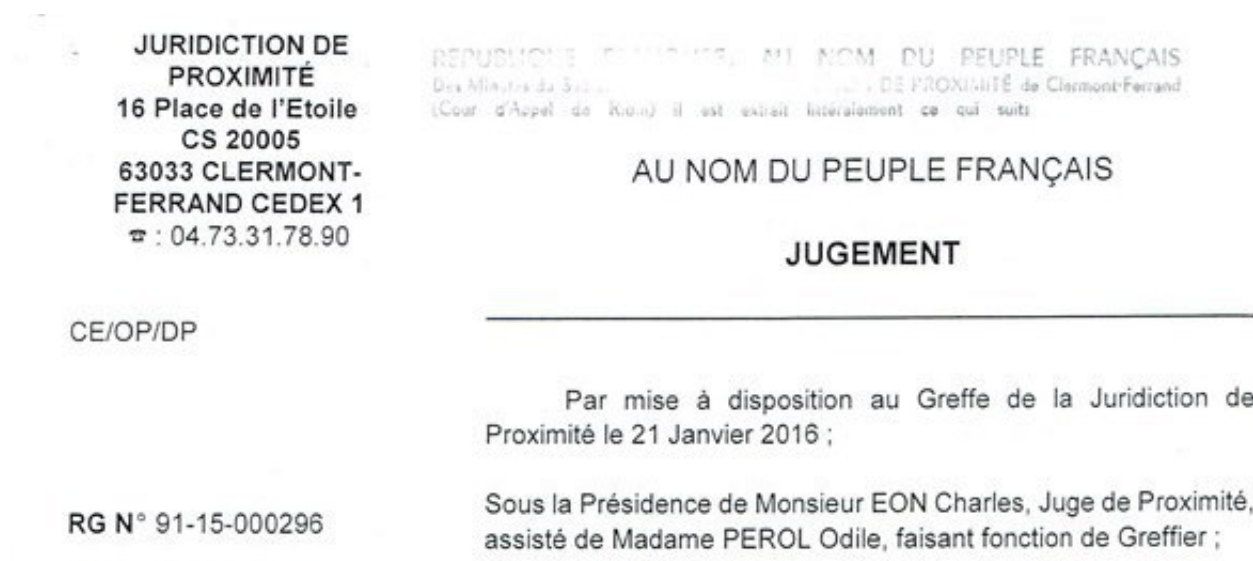 JURIDICTION DE
PROXIMITÉ
16 Place de l'Etoile
CS 20005
63033 CLERMONT-
FERRAND CEDEX 1
☎ : 04.73.31.78.90
AU NOM DU PEUPLE FRANÇAIS
DE PROXIMITÉ de Clermont-Ferrand
(Cour d'Appel de Riom) il est extrait littéralement ce qui suit:
AU NOM DU PEUPLE FRANÇAIS
JUGEMENT
CE/OP/DP
Par mise à disposition au Greffe de la Juridiction de
Proximité le 21 Janvier 2016 ;
RG N° 91-15-000296
Sous la Présidence de Monsieur EON Charles, Juge de Proximité,
assisté de Madame PEROL Odile, faisant fonction de Greffier ;